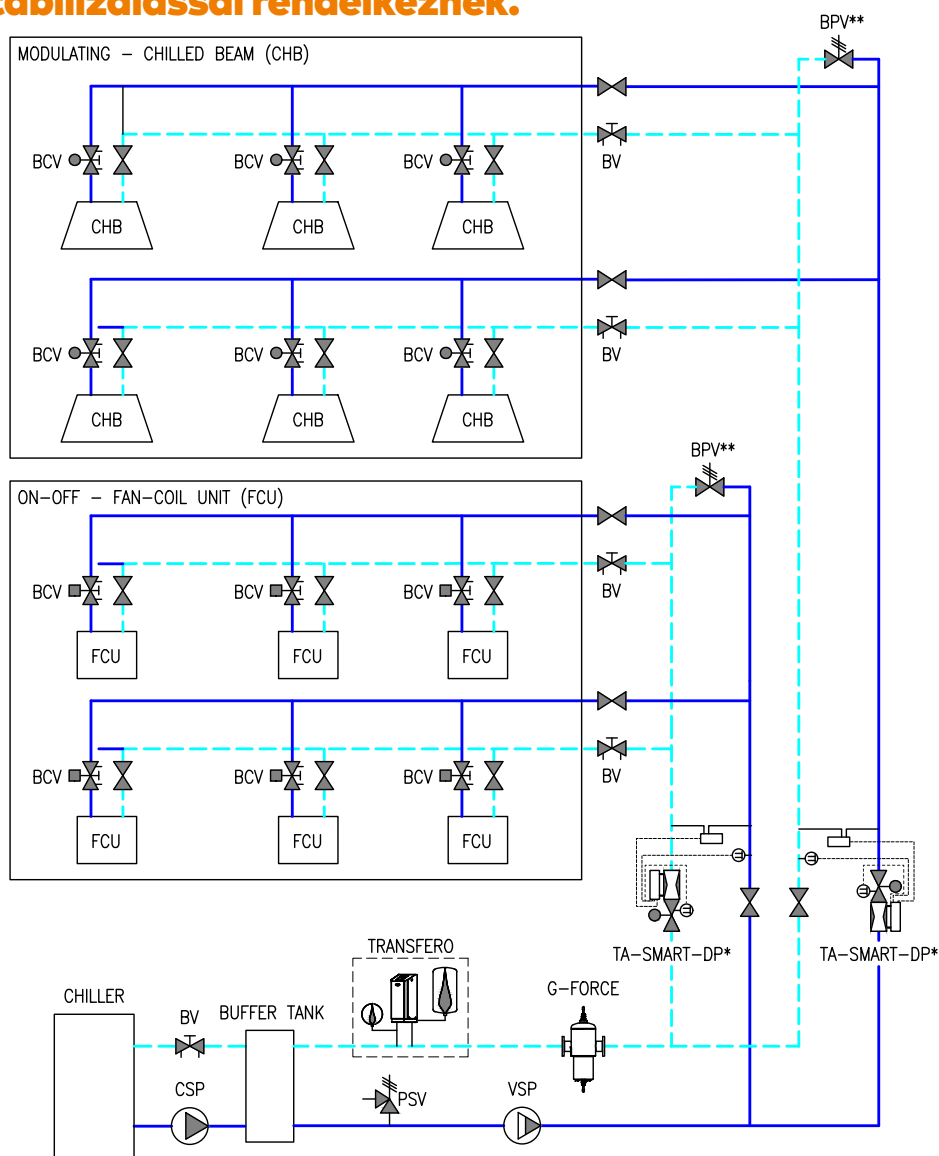 tabilizálással rendelkeznek.
BPV**
MODULATING – CHILLED BEAM (CHB)
BCV BCV BCV BV
CHB CHB CHB
BCV BCV BCV BV
CHB CHB CHB
BPV**
ON-OFF – FAN-COIL UNIT (FCU)
BCV BCV BCV BV
FCU FCU FCU
BCV BCV BCV BV
FCU FCU FCU
TA-SMART-DP* TA-SMART-DP*
TRANSFERO
G-FORCE
CHILLER
BV BUFFER TANK
CSP PSV VSP